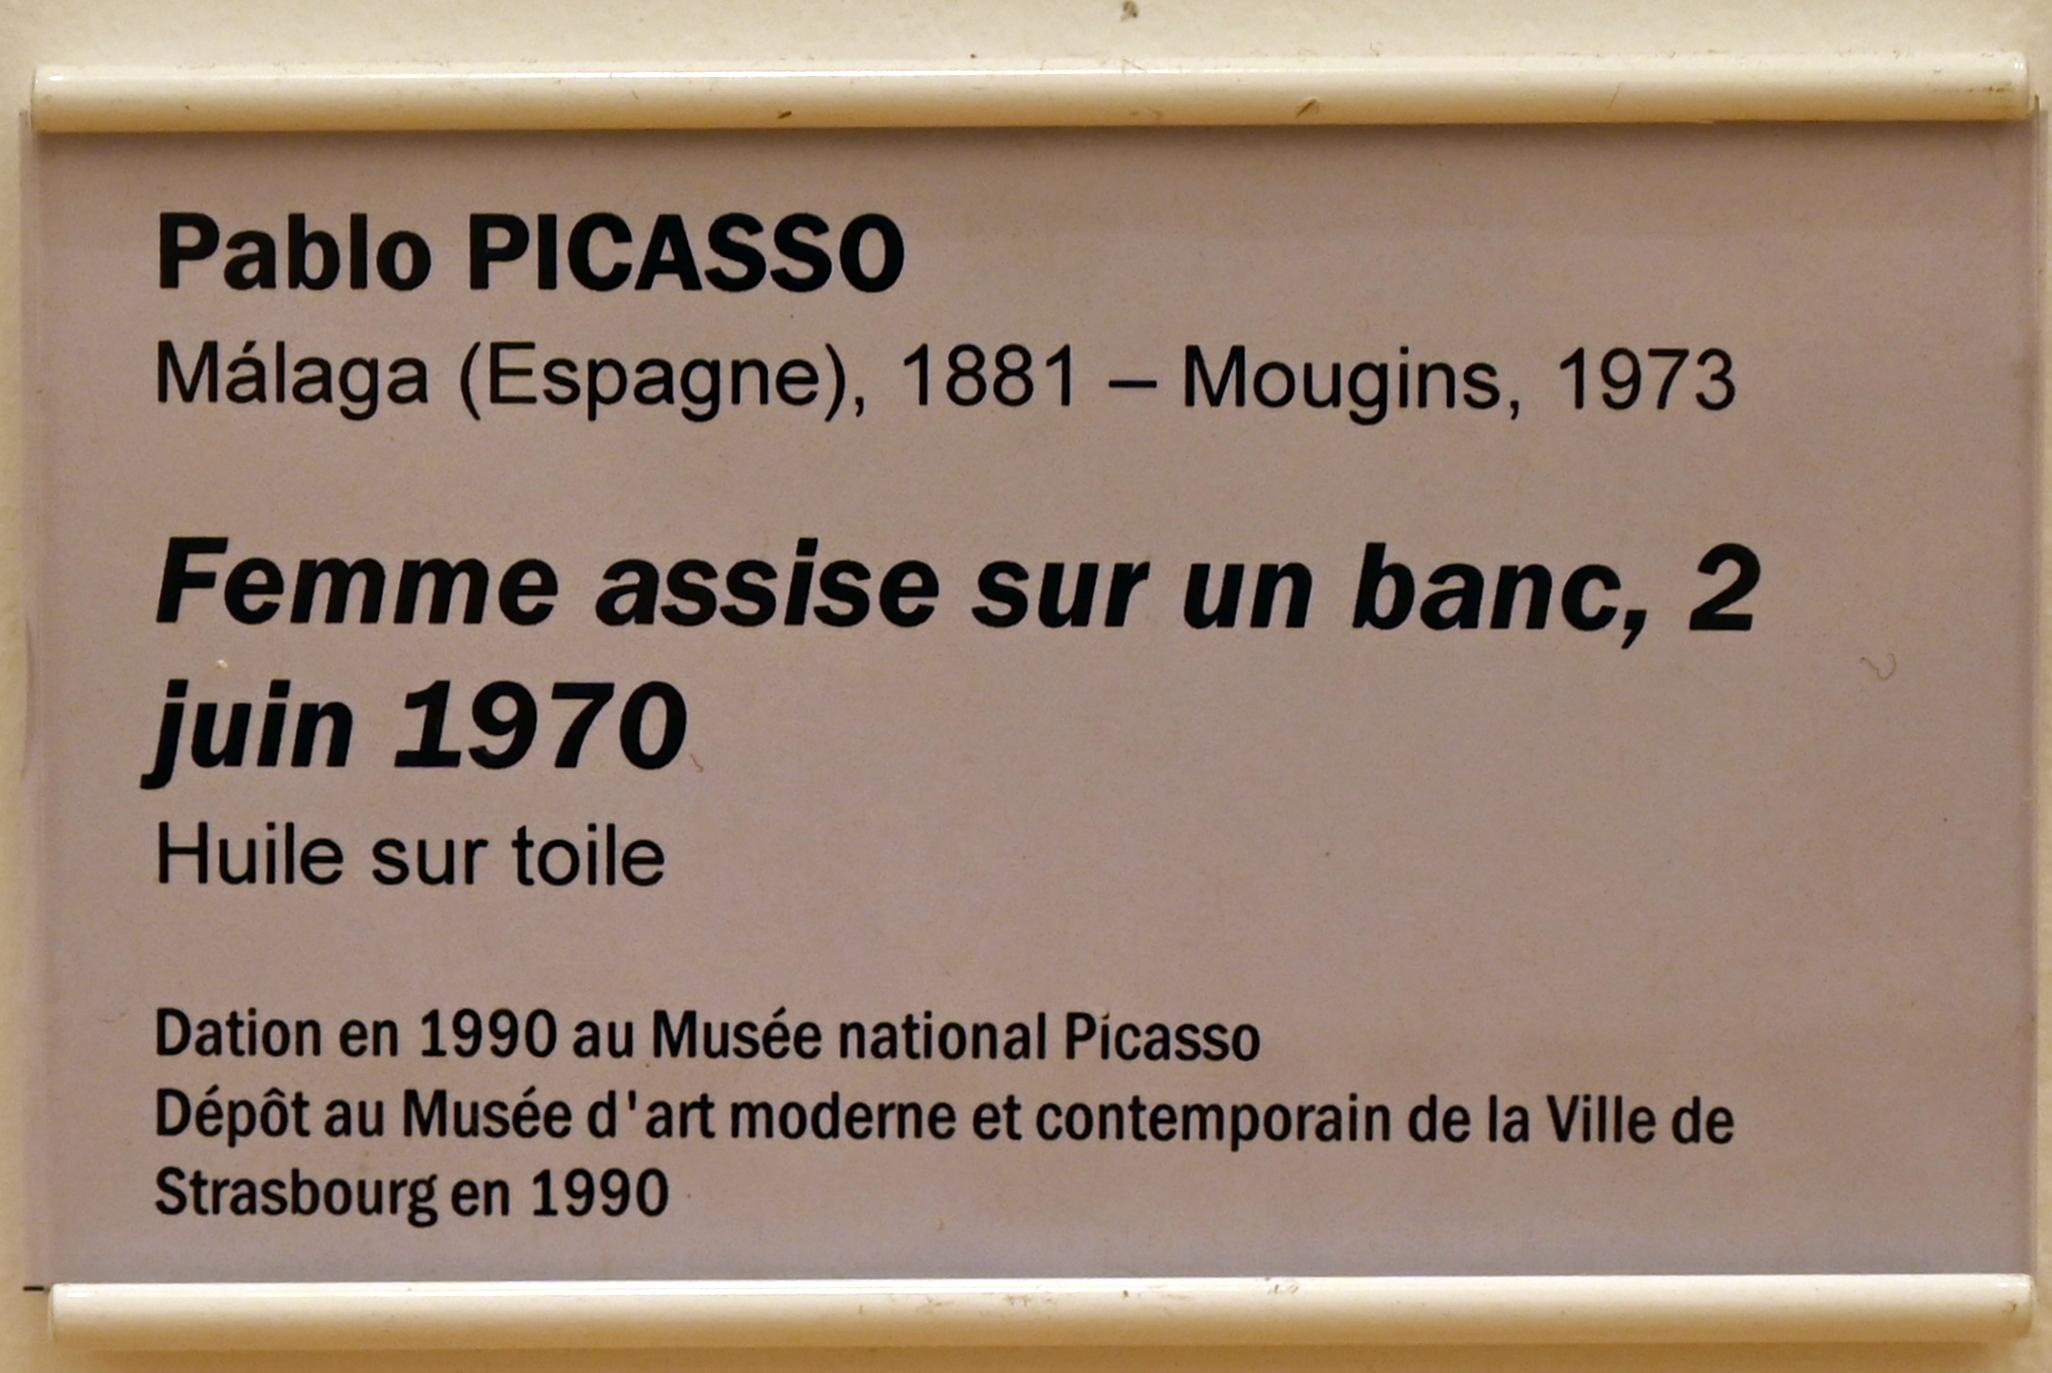 Pablo PICASSO
Málaga (Espagne), 1881 – Mougins, 1973
Femme assise sur un banc, 2
juin 1970
Huile sur toile
Dation en 1990 au Musée national Picasso
Dépôt au Musée d'art moderne et contemporain de la Ville de
Strasbourg en 1990